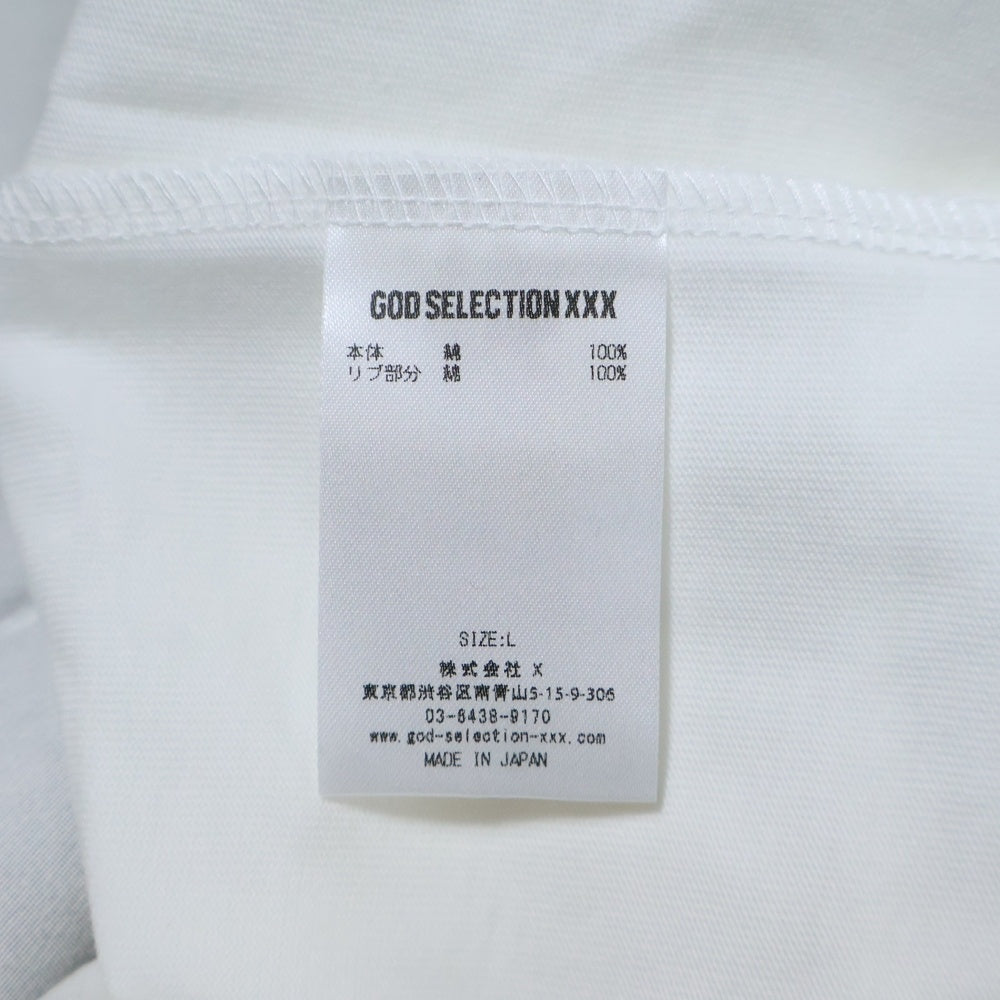 GOD SELECTION XXX
本体 綿 100%
リブ部分 綿 100%
SIZE:L
株式会社 X
東京都渋谷区南青山5-15-9-306
03-6438-9170
www.god-selection-xxx.com
MADE IN JAPAN